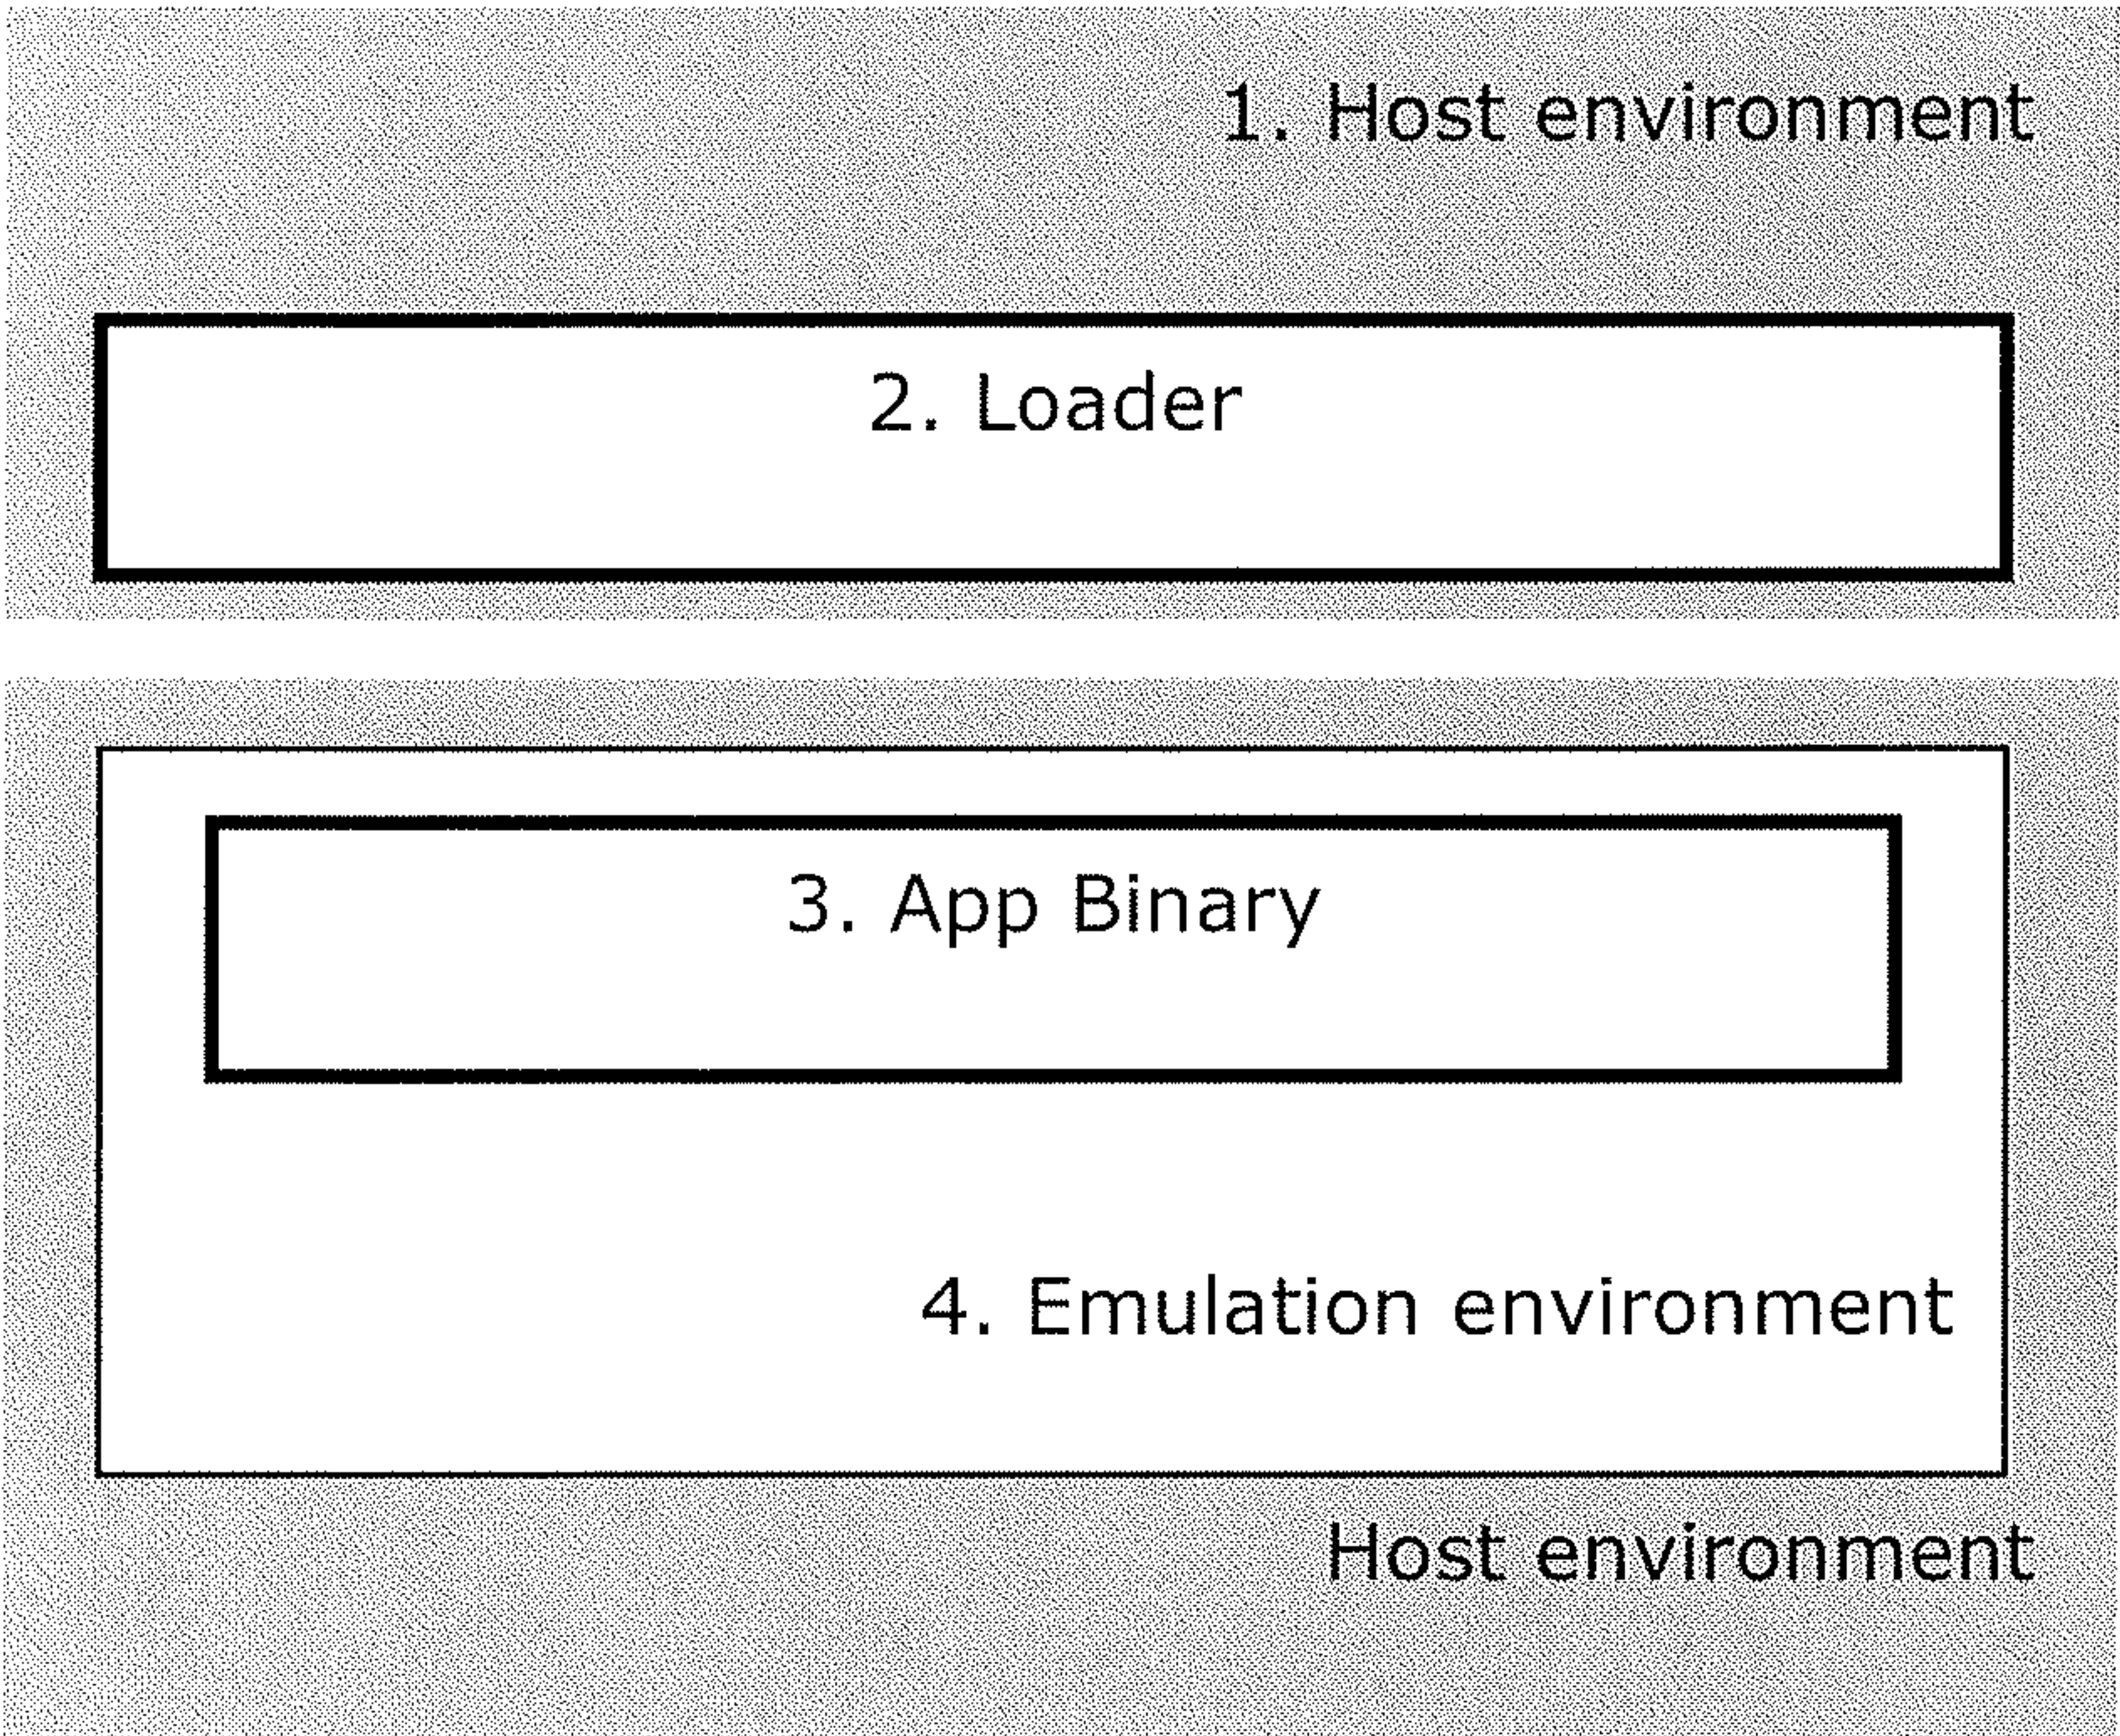 1. Host environment
2. Loader
3. App Binary
4. Emulation environment
Host environment